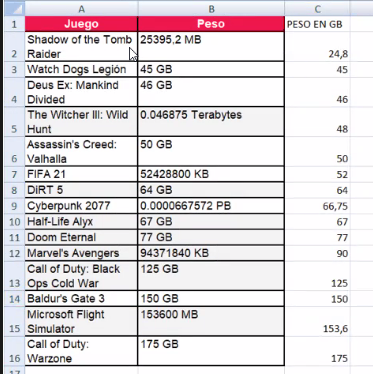 A B C
1 Juego Peso PESO EN GB
Shadow of the Tomb 25395,2 MB
2 Raider 24,8
3 Watch Dogs Legión 45 GB 45
Deus Ex: Mankind 46 GB
4 Divided 46
The Witcher III: Wild 0.046875 Terabytes
5 Hunt 48
Assassin's Creed: 50 GB
6 Valhalla 50
7 FIFA 21 52428800 KB 52
8 DiRT 5 64 GB 64
9 Cyberpunk 2077 0.0000667572 PB 66,75
10 Half-Life Alyx 67 GB 67
11 Doom Eternal 77 GB 77
12 Marvel's Avengers 94371840 KB 90
Call of Duty: Black 125 GB
13 Ops Cold War 125
14 Baldur's Gate 3 150 GB 150
Microsoft Flight 153600 MB
15 Simulator 153,6
Call of Duty: 175 GB
16 Warzone 175